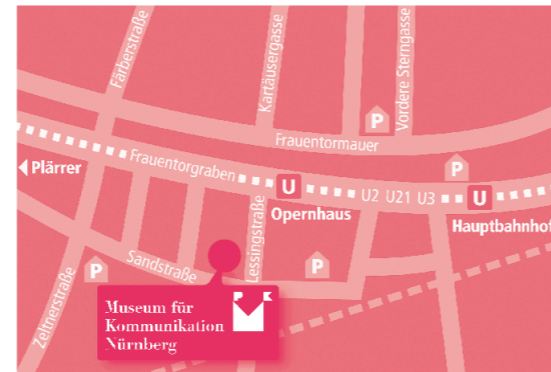 Färberstraße
Kartäusergasse
Vordere Sterngasse
P
Frauentormauer
P
Plärrer
Frauentorgraben
U
U2 U21 U3
U
Opernhaus
Hauptbahnhof
Lessingstraße
P
Sandstraße
P
Zeltnerstraße
Museum für
Kommunikation
Nürnberg